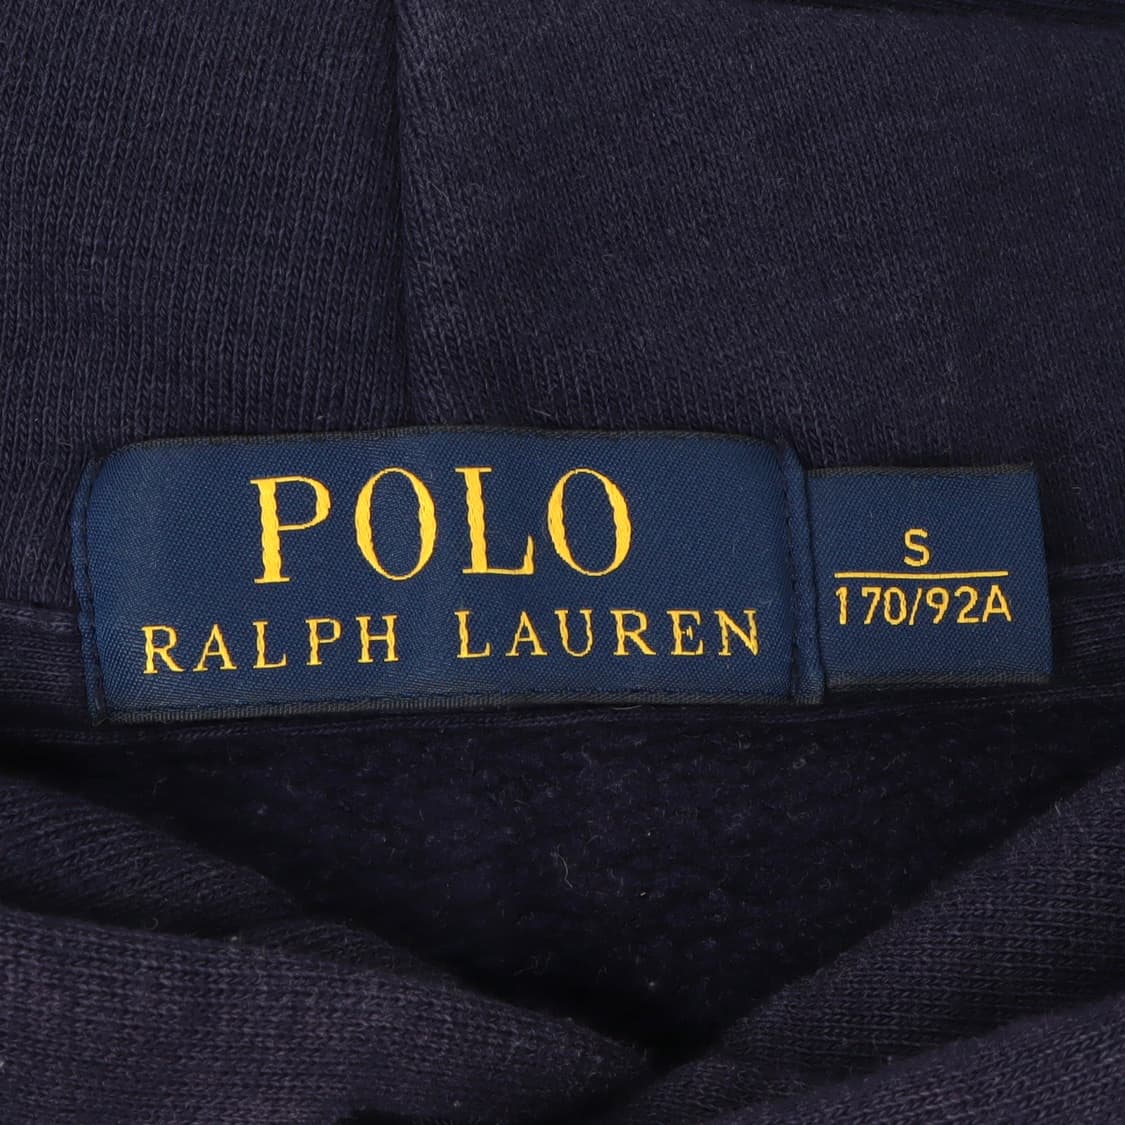 POLO
RALPH LAUREN
S
170/92A